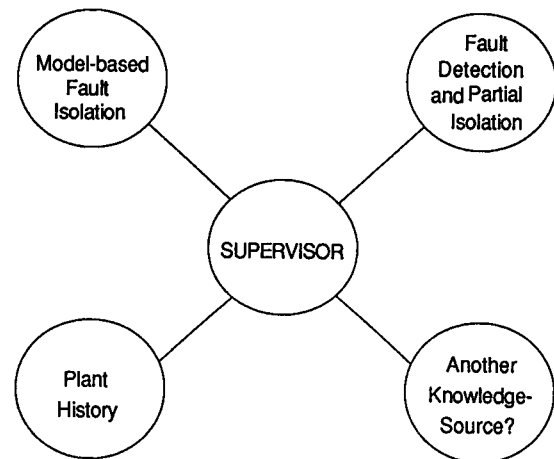 Model-based
Fault
Isolation
Fault
Detection
and Partial
Isolation
SUPERVISOR
Plant
History
Another
Knowledge-
Source?